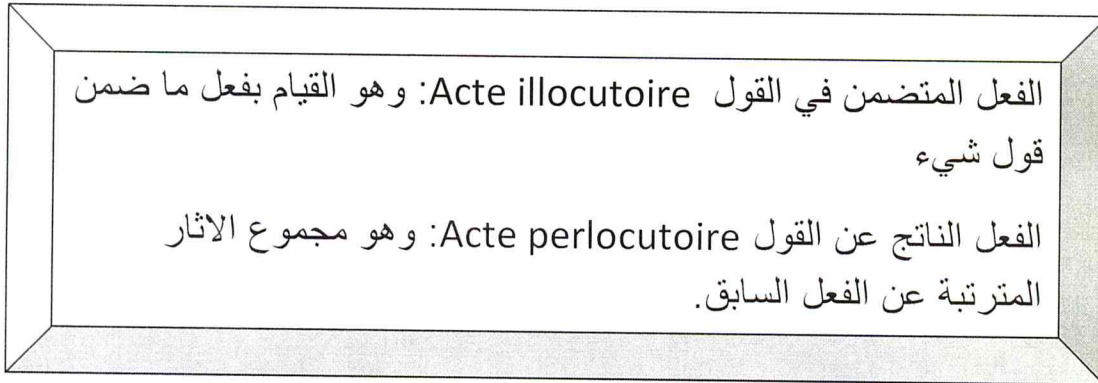 الفعل المتضمن في القول Acte illocutoire: وهو القيام بفعل ما ضمن
قول شيء
الفعل الناتج عن القول Acte perlocutoire: وهو مجموع الاثار
المترتبة عن الفعل السابق.